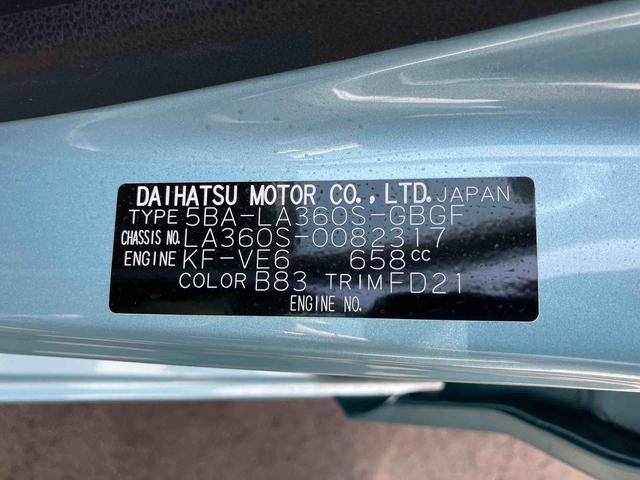 DAIHATSU MOTOR CO., LTD. JAPAN
TYPE 5BA-LA360S-GBGF
CHASSIS NO. LA360S-0082317
ENGINE KF-VE6 658cc
COLOR B83 TRIM FD21
ENGINE NO.